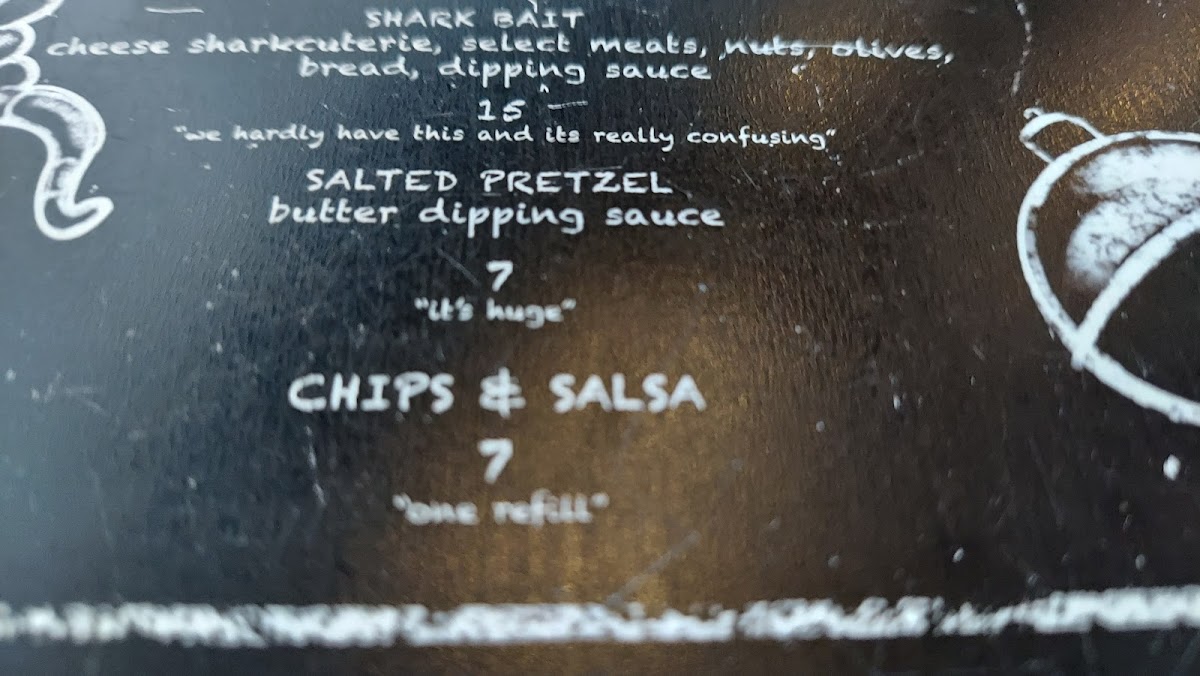 SHARK BAIT
cheese sharkcuterie, select meats, nuts, olives,
bread, dipping sauce
15
"we hardly have this and its really confusing"
SALTED PRETZEL
butter dipping sauce
7
"it's huge"
CHIPS & SALSA
7
"one refill"